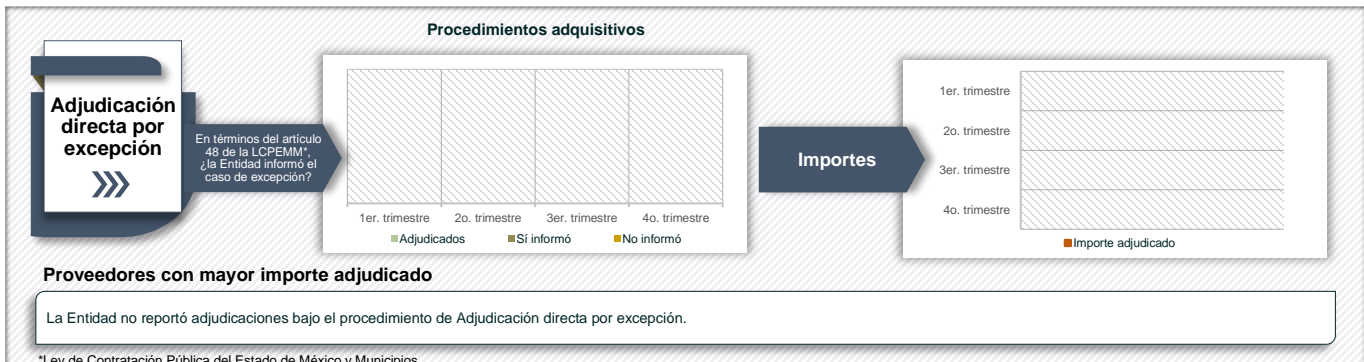 Procedimientos adquisitivos
Adjudicación
directa por
excepción
En términos del artículo
48 de la LCPEMM*,
¿la Entidad informó el
caso de excepción?
1er. trimestre 2o. trimestre 3er. trimestre 4o. trimestre
Adjudicados Sí informó No informó
Importes
1er. trimestre
2o. trimestre
3er. trimestre
4o. trimestre
Importe adjudicado
Proveedores con mayor importe adjudicado
La Entidad no reportó adjudicaciones bajo el procedimiento de Adjudicación directa por excepción.
*Ley de Contratación Pública del Estado de México y Municipios